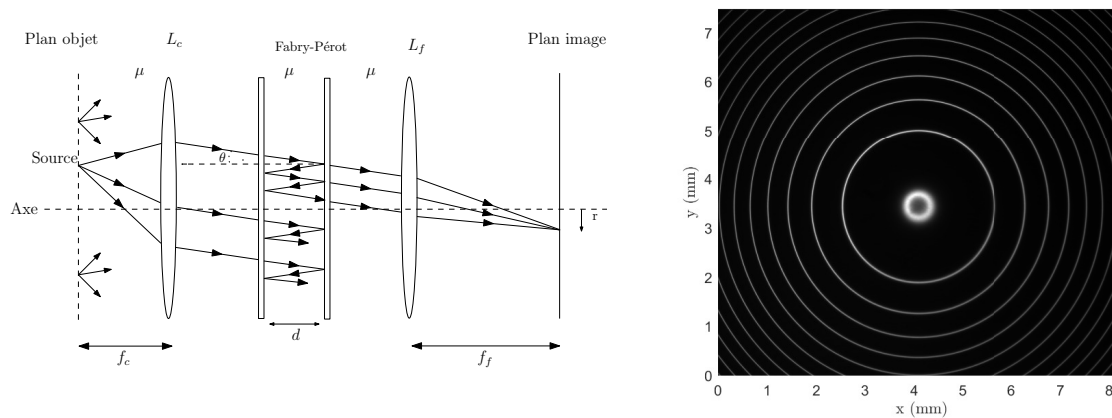 Plan objet
L_c
Fabry-Pérot
L_f
Plan image
μ
μ
μ
Source
θ
Axe
r
d
f_c
f_f
y (mm)
7
6
5
4
3
2
1
0
0 1 2 3 4 5 6 7 8
x (mm)